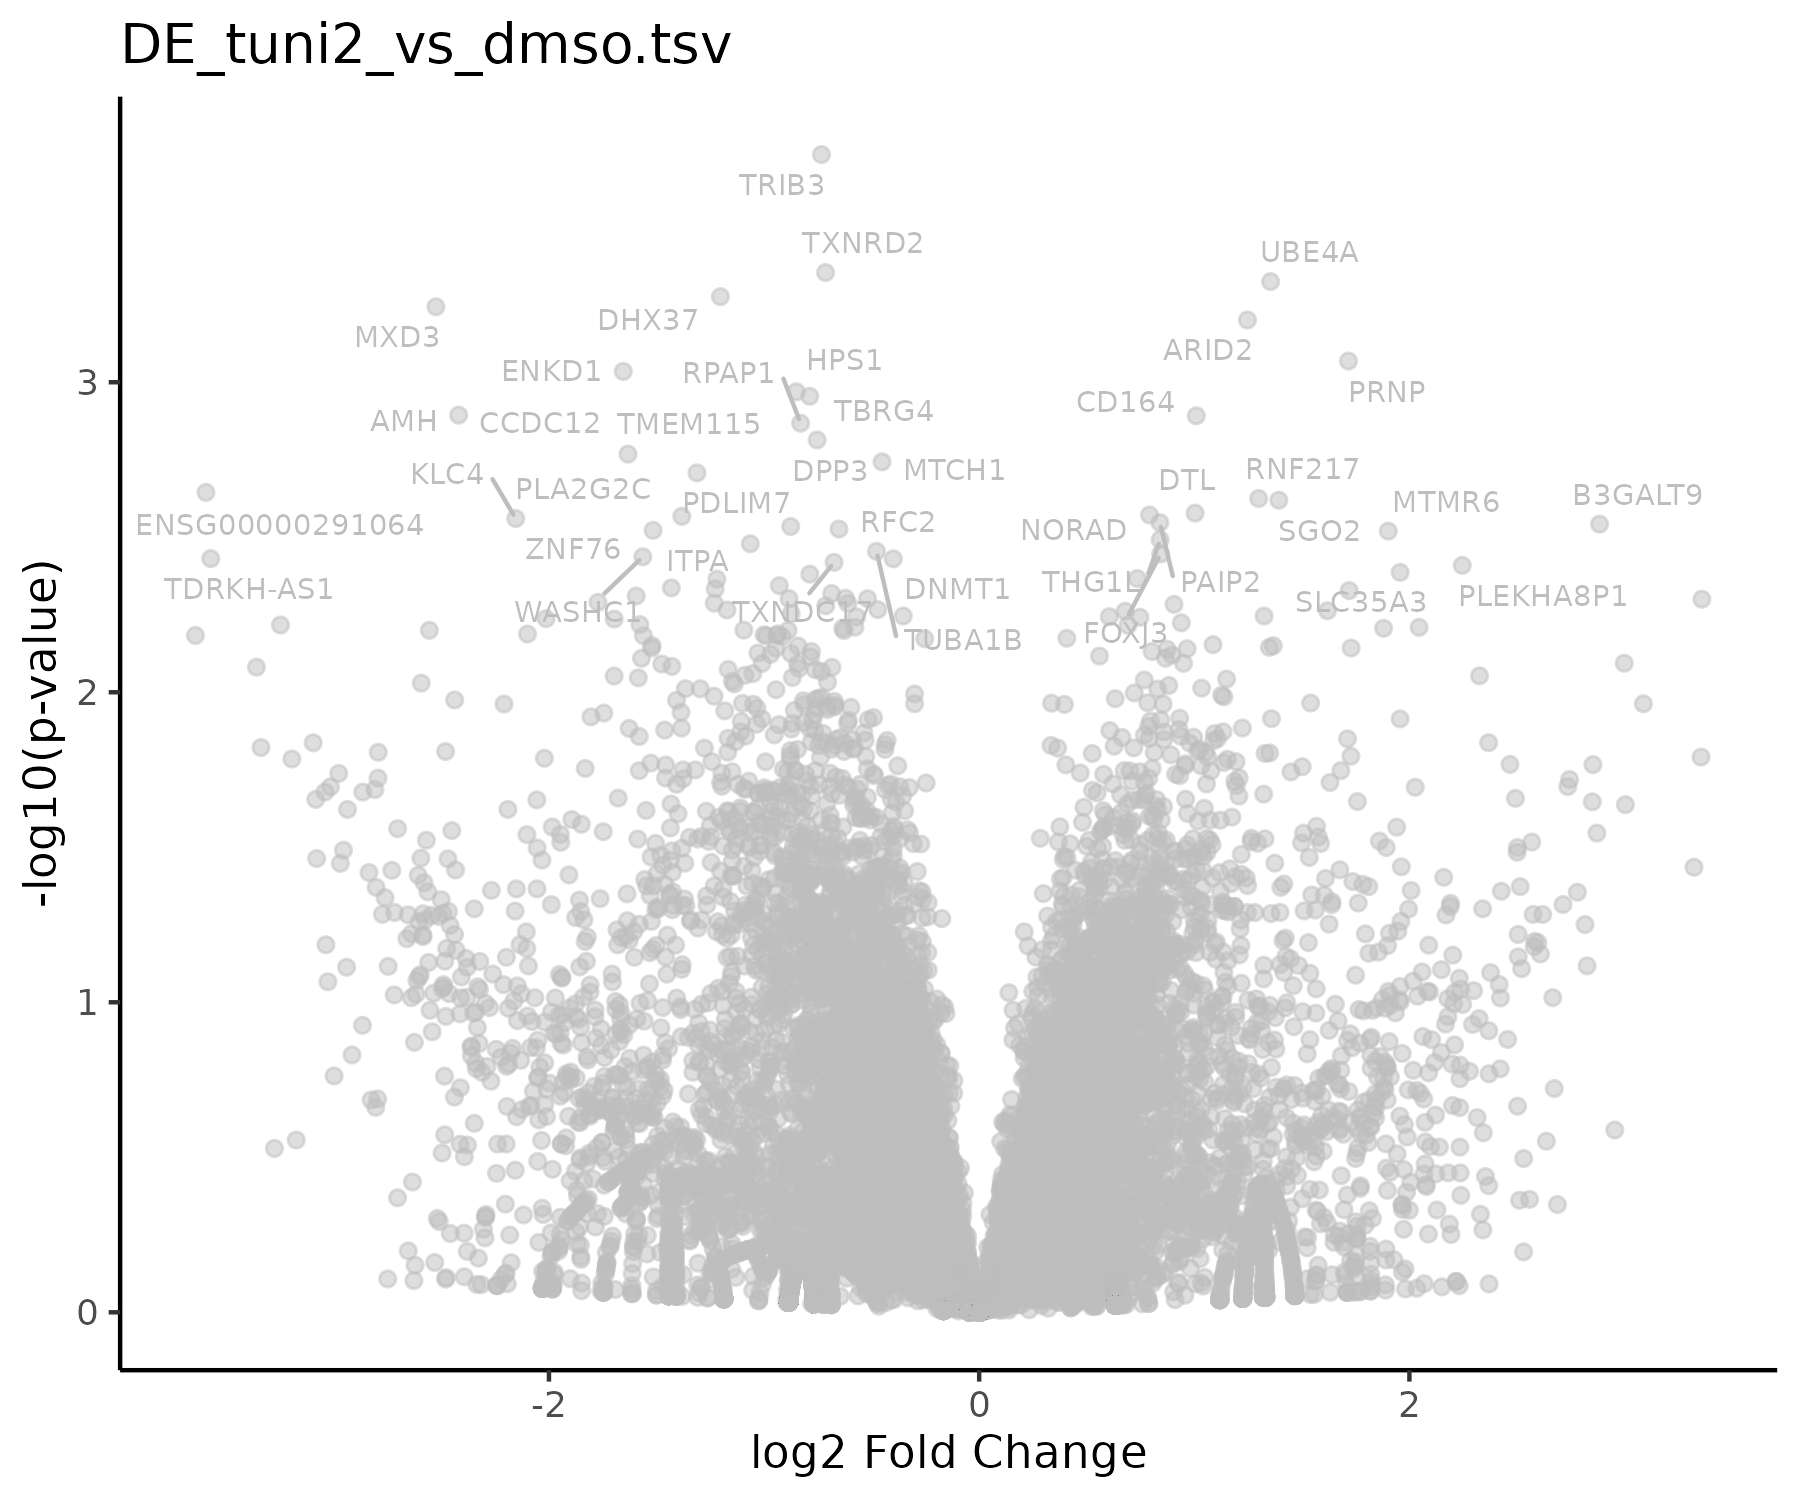 DE_tuni2_vs_dmso.tsv
TRIB3
TXNRD2
UBE4A
DHX37
MXD3
ARID2
HPS1
ENKD1
RPAP1
PRNP
CD164
TBRG4
AMH
CCDC12
TMEM115
KLC4
DPP3
MTCH1
RNF217
DTL
PLA2G2C
PDLIM7
MTMR6
B3GALT9
ENSG00000291064
RFC2
NORAD
SGO2
ZNF76
ITPA
TDRKH-AS1
DNMT1
THG1L
PAIP2
SLC35A3
PLEKHA8P1
WASHC1
TXNDC17
TUBA1B
FOXJ3
3
2
1
0
-2
0
2
-log10(p-value)
log2 Fold Change